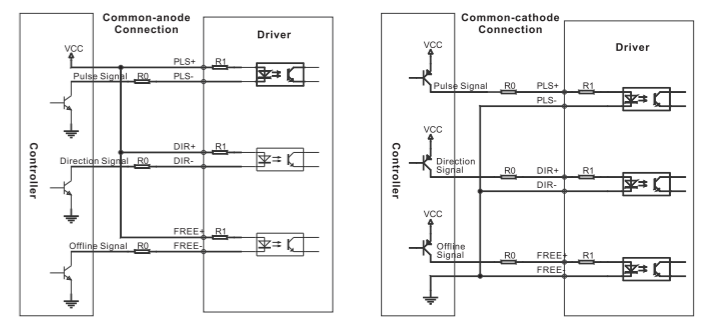 Common-anode
Connection
Driver
VCC
PLS+
R1
Pulse Signal
R0
PLS-
DIR+
R1
Direction Signal
R0
DIR-
FREE+
R1
Offline Signal
R0
FREE-
Controller
Common-cathode
Connection
Driver
VCC
Pulse Signal
R0
PLS+
R1
PLS-
VCC
Direction
Signal
R0
DIR+
R1
DIR-
VCC
Offline
Signal
R0
FREE+
R1
FREE-
Controller